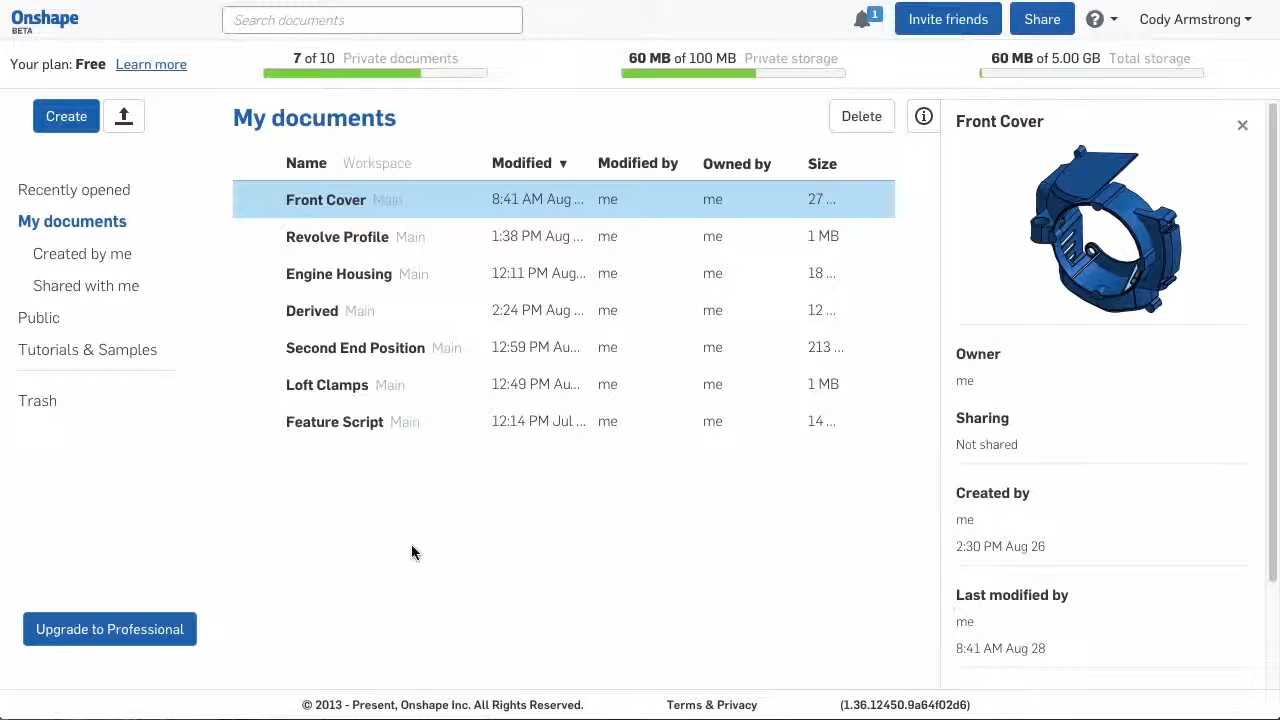 Onshape
BETA
Search documents
1
Invite friends
Share
Cody Armstrong
Your plan: Free Learn more
7 of 10 Private documents
60 MB of 100 MB Private storage
60 MB of 5.00 GB Total storage
Create
My documents
Delete
Front Cover
Name Workspace Modified ▼ Modified by Owned by Size
Front Cover Main 8:41 AM Aug ... me me 27 ...
Revolve Profile Main 1:38 PM Aug ... me me 1 MB
Engine Housing Main 12:11 PM Aug... me me 18 ...
Derived Main 2:24 PM Aug ... me me 12 ...
Second End Position Main 12:59 PM Au... me me 213 ...
Loft Clamps Main 12:49 PM Au... me me 1 MB
Feature Script Main 12:14 PM Jul ... me me 14 ...
Recently opened
My documents
Created by me
Shared with me
Public
Tutorials & Samples
Trash
Upgrade to Professional
Owner
me
Sharing
Not shared
Created by
me
2:30 PM Aug 26
Last modified by
me
8:41 AM Aug 28
© 2013 - Present, Onshape Inc. All Rights Reserved. Terms & Privacy (1.36.12450.9a64f02d6)